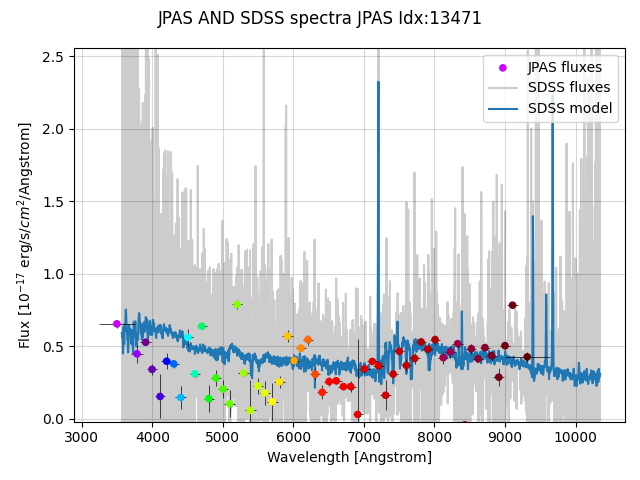 JPAS AND SDSS spectra JPAS Idx:13471
JPAS fluxes
SDSS fluxes
SDSS model
2.5
2.0
1.5
1.0
0.5
0.0
Flux [10⁻¹⁷ erg/s/cm²/Angstrom]
3000 4000 5000 6000 7000 8000 9000 10000
Wavelength [Angstrom]